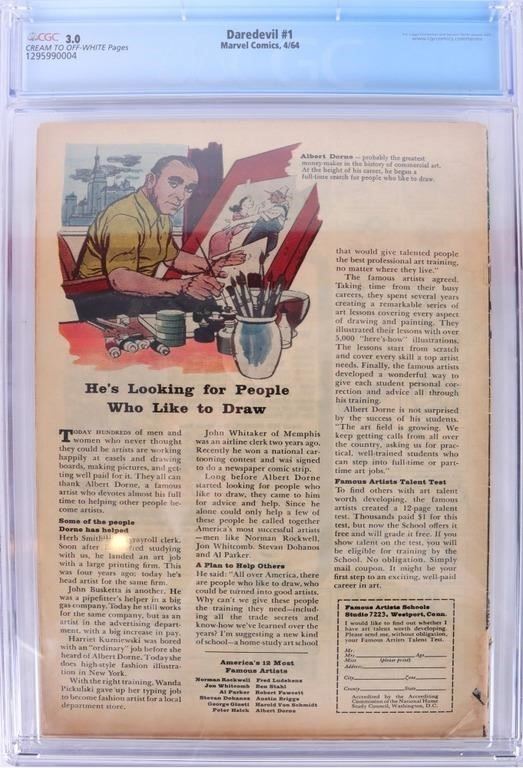 CGC 3.0
CREAM TO OFF-WHITE Pages
1295990004
Daredevil #1
Marvel Comics, 4/64
Albert Dorne – probably the greatest
money-maker in the history of commercial art.
At the height of his career, he began a
full-time search for people who like to draw.
He's Looking for People
Who Like to Draw
TODAY HUNDREDS of men and
women who never thought
they could be artists are working
happily at easels and drawing
boards, making pictures, and get-
ting well paid for it. They all can
thank Albert Dorne, a famous
artist who devotes almost his full
time to helping other people be-
come artists.
Some of the people
Dorne has helped
Herb Smith payroll clerk.
Soon after studying with
us, he landed an art job
with a large printing firm. This
was four years ago; today he's
head artist for the same firm.
John Busketta is another. He
was a pipefitter's helper in a big
gas company. Today he still works
for the same company, but as an
artist in the advertising depart-
ment, with a big increase in pay.
Harriet Kurniewski was bored
with an "ordinary" job before she
heard of Albert Dorne. Today she
does high-style fashion illustration
in New York.
With the right training, Wanda
Pickulski gave up her typing job
to become fashion artist for a local
department store.
John Whitaker of Memphis
was an airline clerk two years ago.
Recently he won a national car-
tooning contest and was signed
to do a newspaper comic strip.
Long before Albert Dorne
started looking for people who
like to draw, they came to him
for advice and help. Since he
alone could help only a few of
these people he called together
America's most successful artists
—men like Norman Rockwell,
Jon Whitcomb, Stevan Dohanos
and Al Parker.
A Plan to Help Others
He said: "All over America, there
are people who like to draw, who
could be turned into good artists.
Why can't we give these people
the training they need—includ-
ing all the trade secrets and
know-how we've learned over the
years? I'm suggesting a new kind
of school—a home-study art school
America's 12 Most
Famous Artists
Norman Rockwell Fred Ludekens
Jon Whitcomb Ben Stahl
Al Parker Robert Fawcett
Stevan Dohanos Austin Briggs
George Giusti Harold Von Schmidt
Peter Helck Albert Dorne
that would give talented people
the best professional art training,
no matter where they live."
The famous artists agreed.
Taking time from their busy
careers, they spent several years
creating a remarkable series of
art lessons covering every aspect
of drawing and painting. They
illustrated their lessons with over
5,000 "here's-how" illustrations.
The lessons start from scratch
and cover every skill a top artist
needs. Finally, the famous artists
developed a wonderful way to
give each student personal cor-
rection and advice all through
his training.
Albert Dorne is not surprised
by the success of his students.
"The art field is growing. We
keep getting calls from all over
the country, asking us for prac-
tical, well-trained students who
can step into full-time or part-
time art jobs."
Famous Artists Talent Test
To find others with art talent
worth developing, the famous
artists created a 12-page talent
test. Thousands paid $1 for this
test, but now the School offers it
free and will grade it free. If you
show talent on the test, you will
be eligible for training by the
School. No obligation. Simply
mail coupon. It might be your
first step to an exciting, well-paid
career in art.
Famous Artists Schools
Studio 7223, Westport, Conn.
I would like to find out whether I
have art talent worth developing.
Please send me, without obligation,
your Famous Artists Talent Test.
Mr.
Mrs. Age
Miss (please print)
Address
City Zone
County State
Accredited by the Accrediting
Commission of the National Home
Study Council, Washington, D.C.